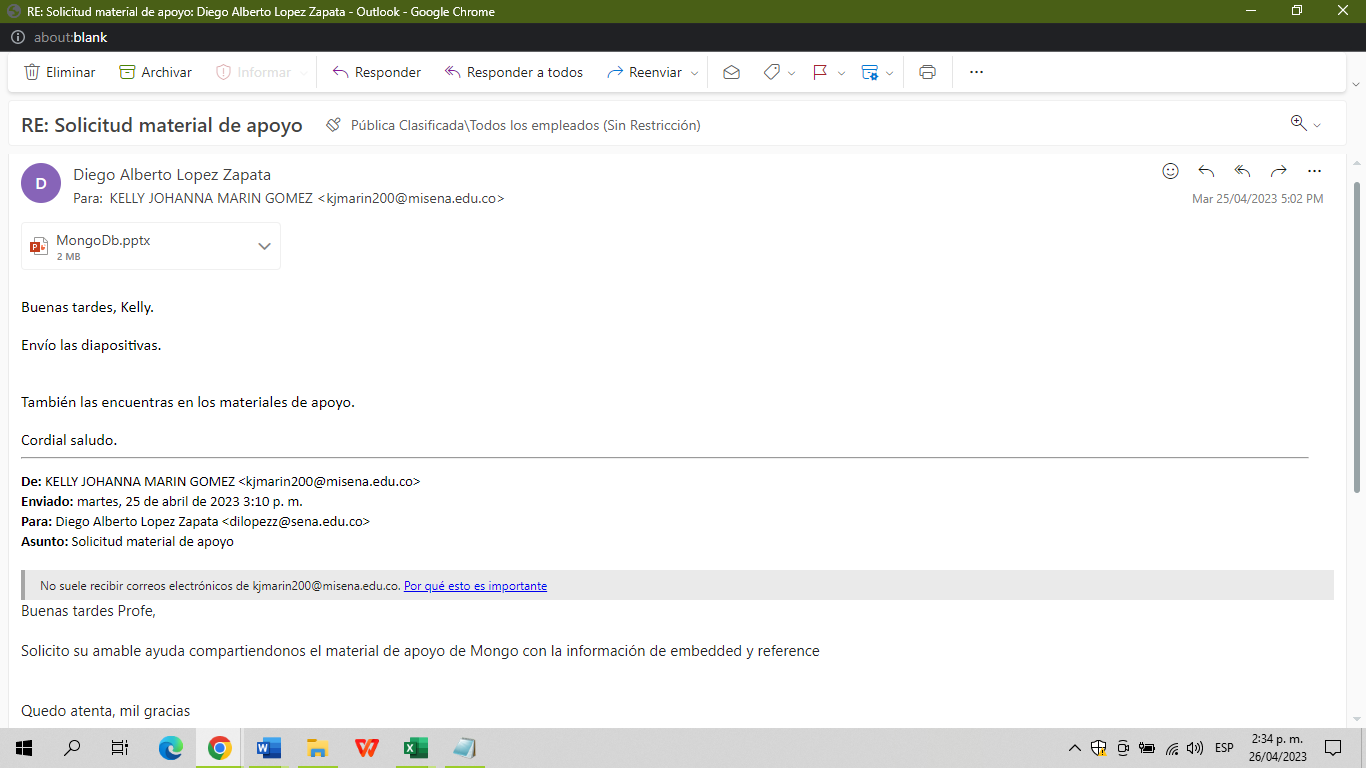 RE: Solicitud material de apoyo: Diego Alberto Lopez Zapata - Outlook - Google Chrome
about:blank
Eliminar Archivar Informar Responder Responder a todos Reenviar
RE: Solicitud material de apoyo Pública Clasificada\Todos los empleados (Sin Restricción)
D
Diego Alberto Lopez Zapata
Para: KELLY JOHANNA MARIN GOMEZ <kjmarin200@misena.edu.co>
Mar 25/04/2023 5:02 PM
MongoDb.pptx
2 MB
Buenas tardes, Kelly.
Envío las diapositivas.
También las encuentras en los materiales de apoyo.
Cordial saludo.
De: KELLY JOHANNA MARIN GOMEZ <kjmarin200@misena.edu.co>
Enviado: martes, 25 de abril de 2023 3:10 p. m.
Para: Diego Alberto Lopez Zapata <dilopezz@sena.edu.co>
Asunto: Solicitud material de apoyo
No suele recibir correos electrónicos de kjmarin200@misena.edu.co. Por qué esto es importante
Buenas tardes Profe,
Solicito su amable ayuda compartiendonos el material de apoyo de Mongo con la información de embedded y reference
Quedo atenta, mil gracias
ESP
2:34 p. m.
26/04/2023